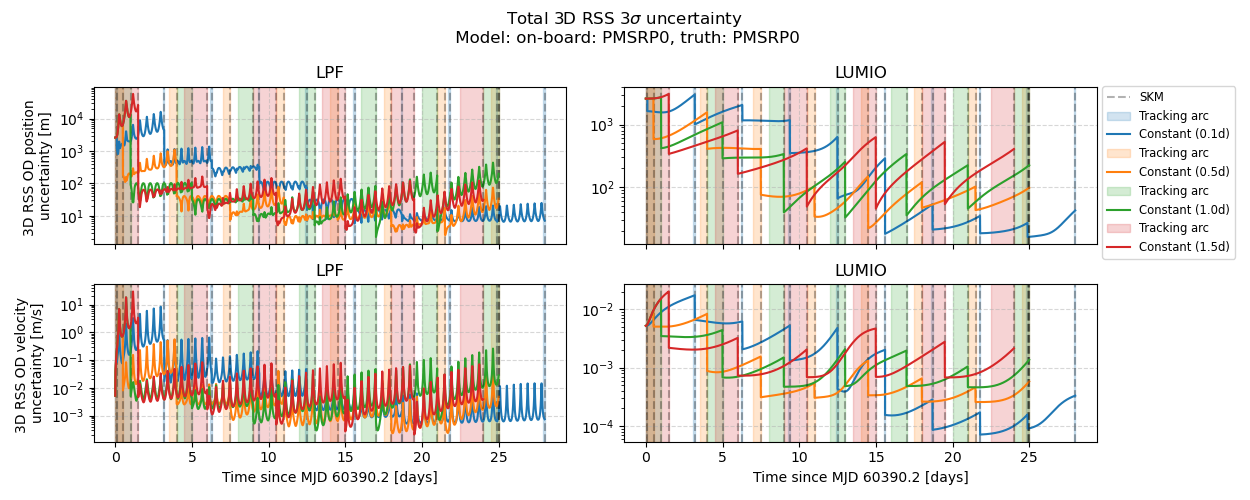 Total 3D RSS 3σ uncertainty
Model: on-board: PMSRP0, truth: PMSRP0
LPF
LUMIO
3D RSS OD position
uncertainty [m]
10⁴
10³
10²
10¹
10³
10²
SKM
Tracking arc
Constant (0.1d)
Tracking arc
Constant (0.5d)
Tracking arc
Constant (1.0d)
Tracking arc
Constant (1.5d)
LPF
LUMIO
3D RSS OD velocity
uncertainty [m/s]
10¹
10⁰
10⁻¹
10⁻²
10⁻³
10⁻²
10⁻³
10⁻⁴
0 5 10 15 20 25
0 5 10 15 20 25
Time since MJD 60390.2 [days]
Time since MJD 60390.2 [days]